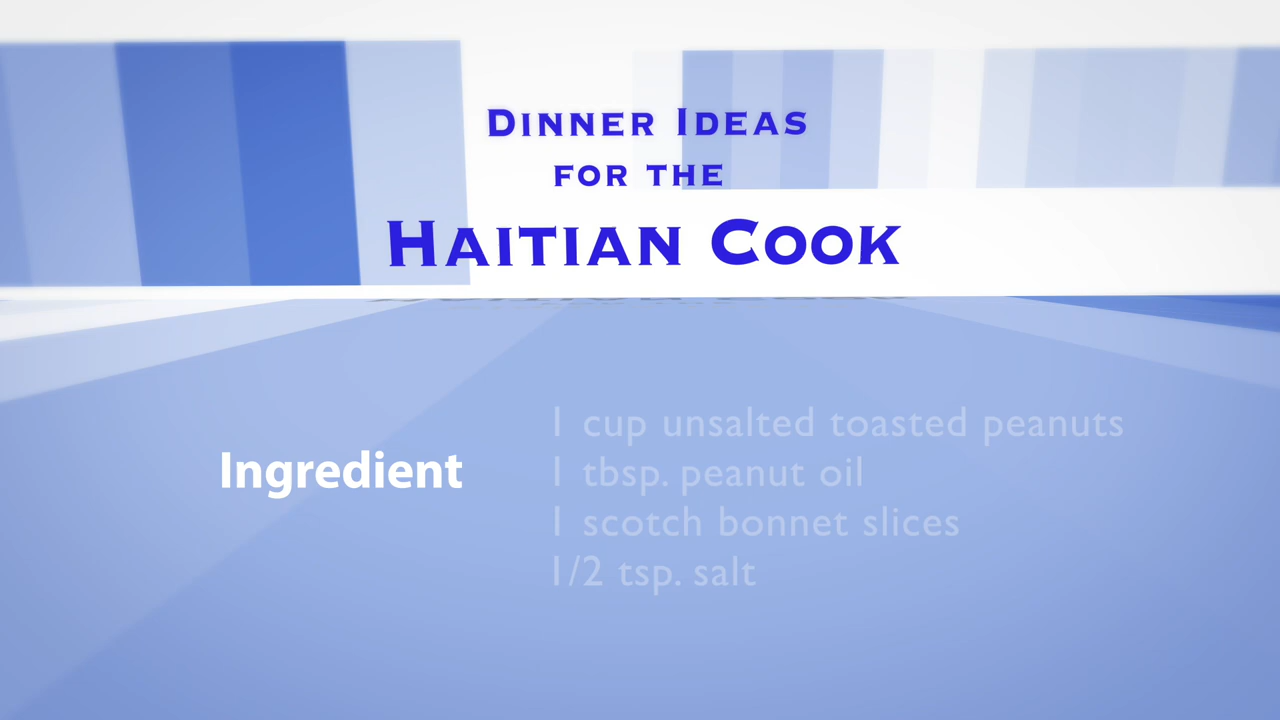 Dinner Ideas
for the
Haitian Cook
Ingredient
1 cup unsalted toasted peanuts
1 tbsp. peanut oil
1 scotch bonnet slices
1/2 tsp. salt